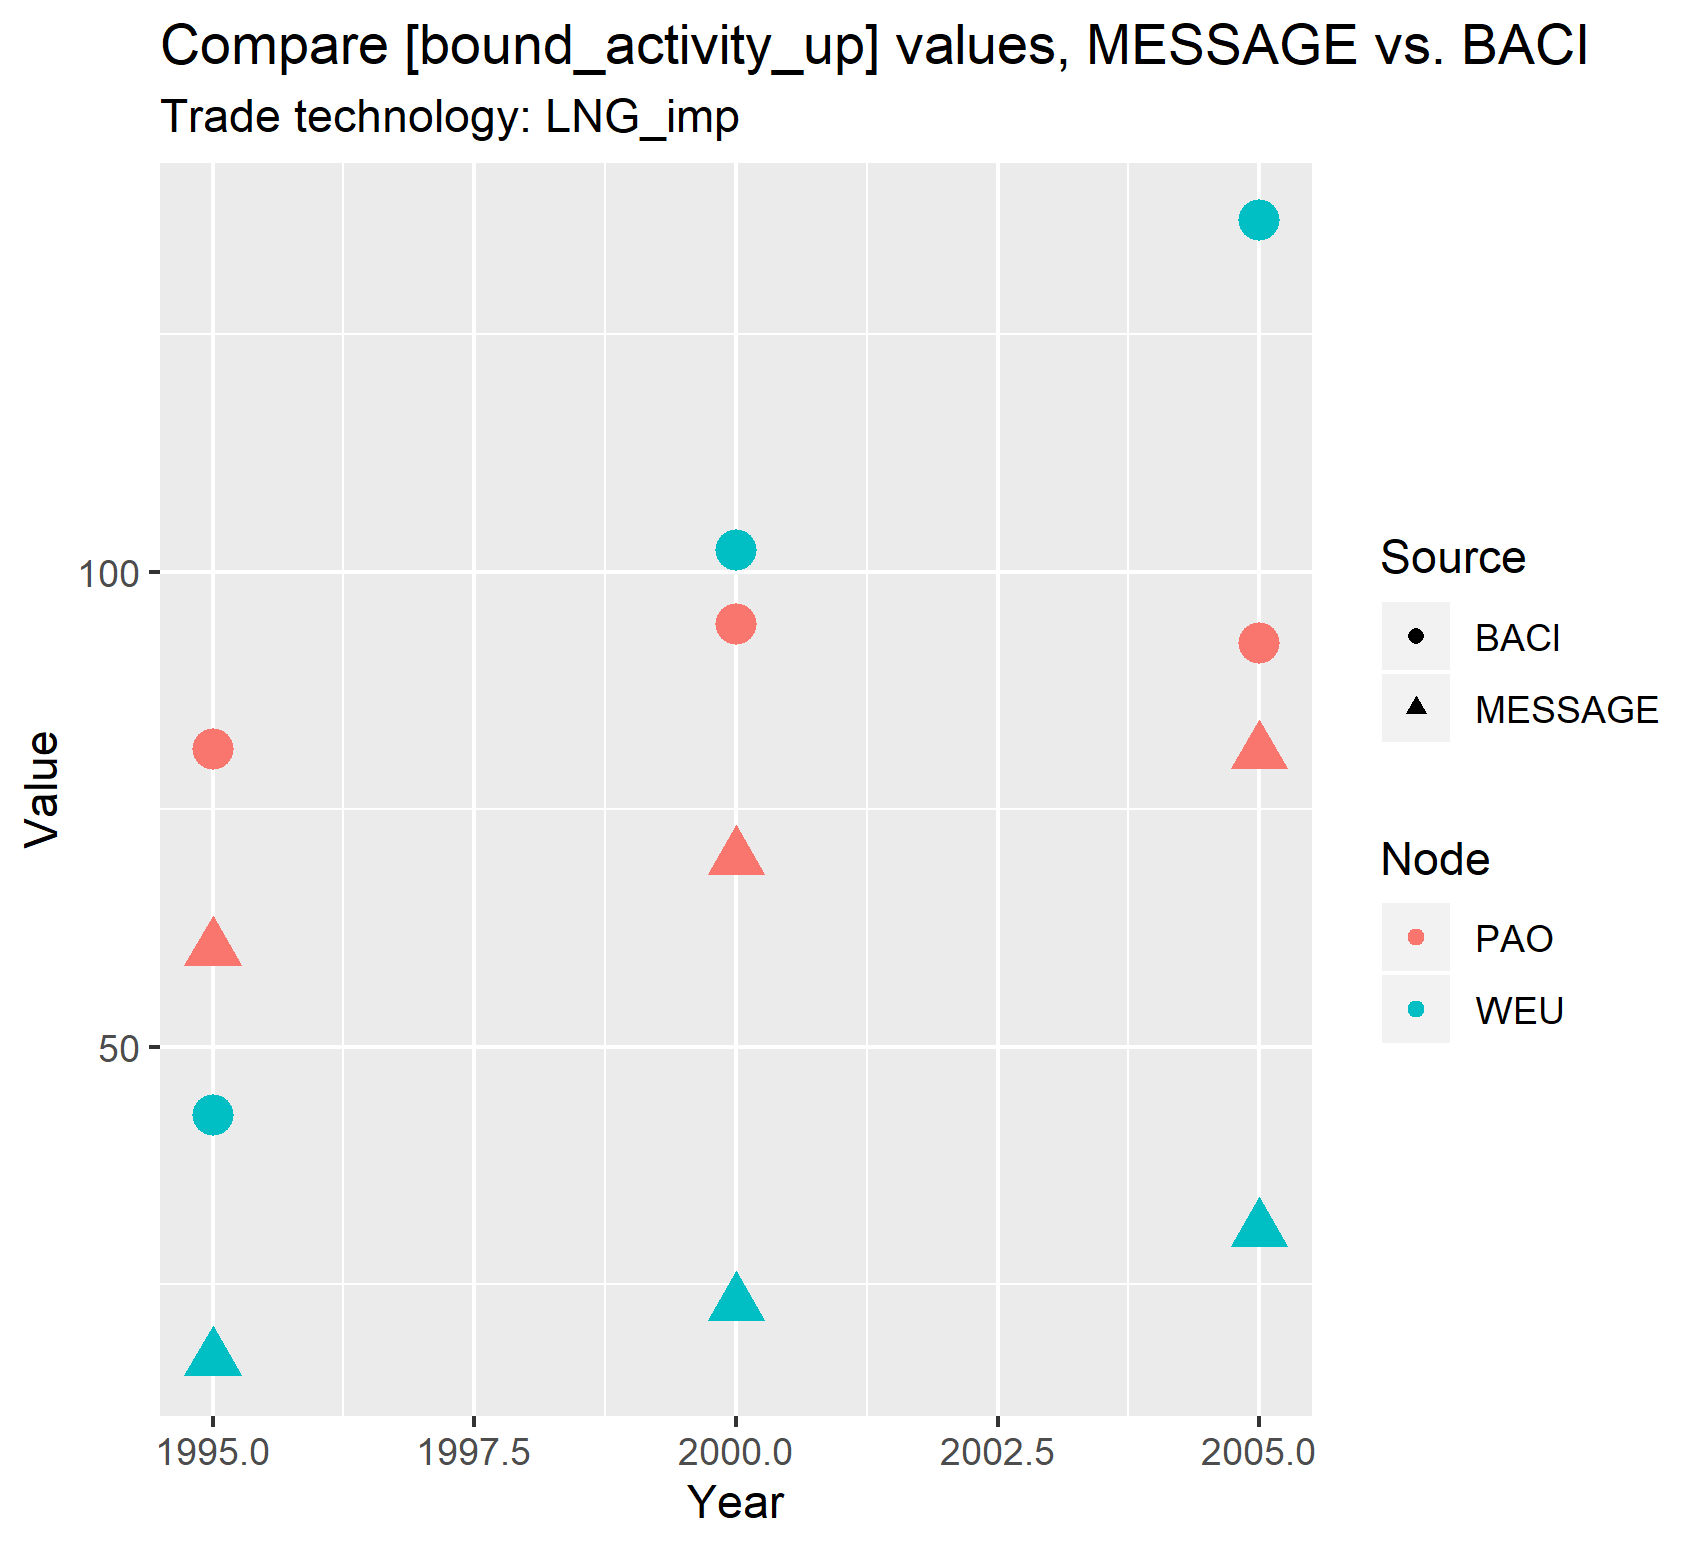 Compare [bound_activity_up] values, MESSAGE vs. BACI
Trade technology: LNG_imp
Value
100
50
1995.0
1997.5
2000.0
2002.5
2005.0
Year
Source
BACI
MESSAGE
Node
PAO
WEU